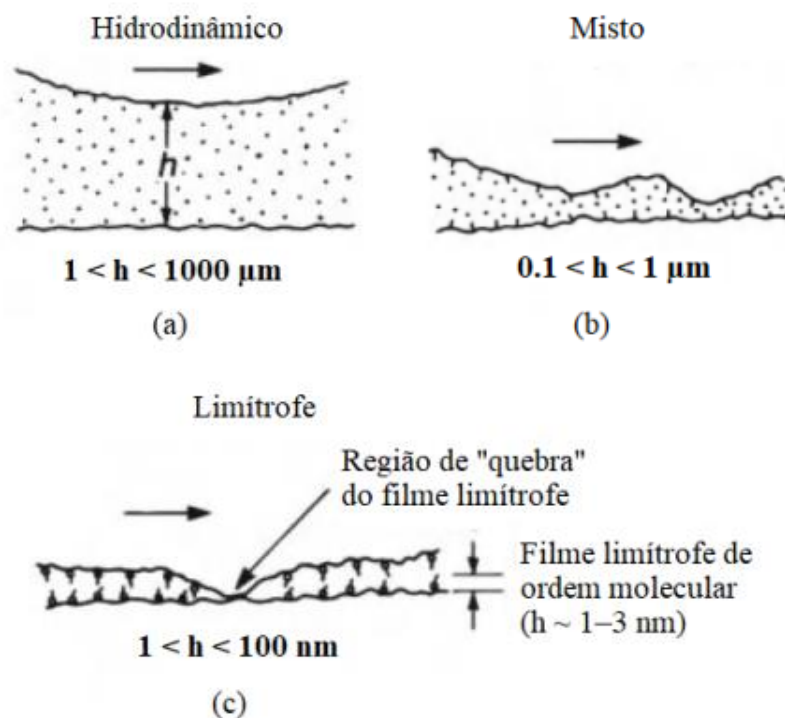 Hidrodinâmico
h
1 < h < 1000 μm
(a)
Misto
0.1 < h < 1 μm
(b)
Limítrofe
Região de "quebra"
do filme limítrofe
Filme limítrofe de
ordem molecular
(h ~ 1–3 nm)
1 < h < 100 nm
(c)